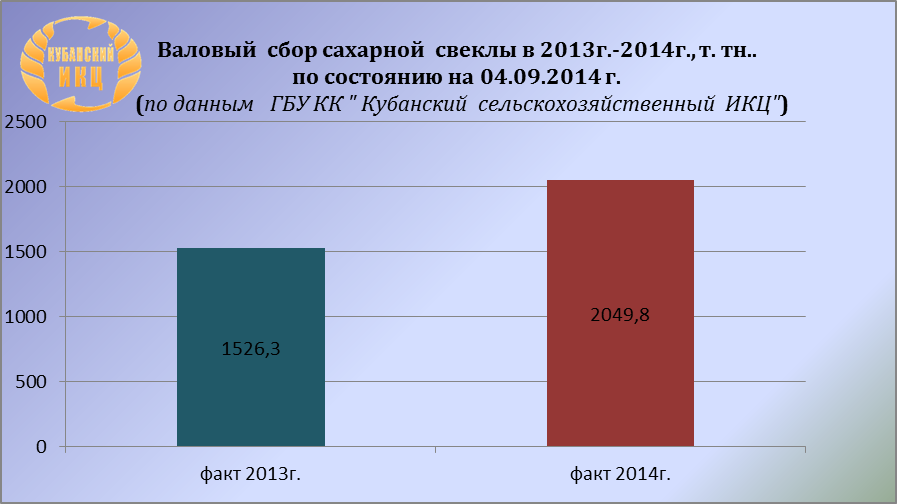 КУБАНСКИЙ
ИКЦ
Валовый сбор сахарной свеклы в 2013г.-2014г., т. тн..
по состоянию на 04.09.2014 г.
(по данным ГБУ КК " Кубанский сельскохозяйственный ИКЦ")
2500
2000
1500
1000
500
0
1526,3
2049,8
факт 2013г.
факт 2014г.